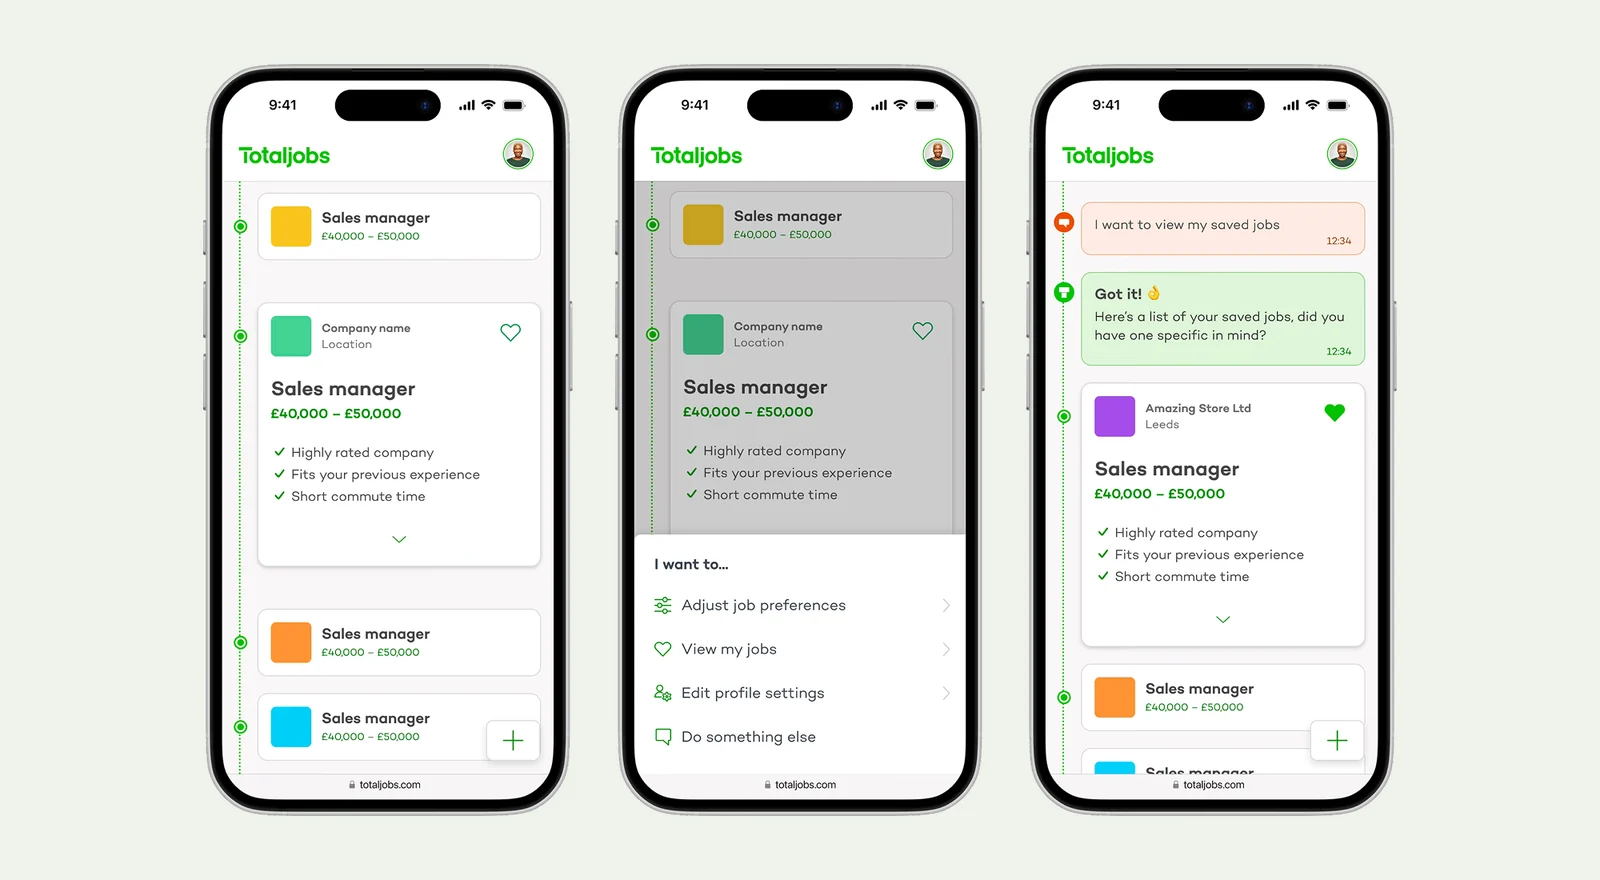 9:41
Totaljobs
Sales manager
£40,000 – £50,000
Company name
Location
Sales manager
£40,000 – £50,000
Highly rated company
Fits your previous experience
Short commute time
Sales manager
£40,000 – £50,000
Sales manager
£40,000 – £50,000
totaljobs.com
9:41
Totaljobs
Sales manager
£40,000 – £50,000
Company name
Location
Sales manager
£40,000 – £50,000
Highly rated company
Fits your previous experience
Short commute time
I want to...
Adjust job preferences
View my jobs
Edit profile settings
Do something else
totaljobs.com
9:41
Totaljobs
I want to view my saved jobs
12:34
Got it! 👌
Here's a list of your saved jobs, did you
have one specific in mind?
12:34
Amazing Store Ltd
Leeds
Sales manager
£40,000 – £50,000
Highly rated company
Fits your previous experience
Short commute time
Sales manager
£40,000 – £50,000
Sales manager
totaljobs.com